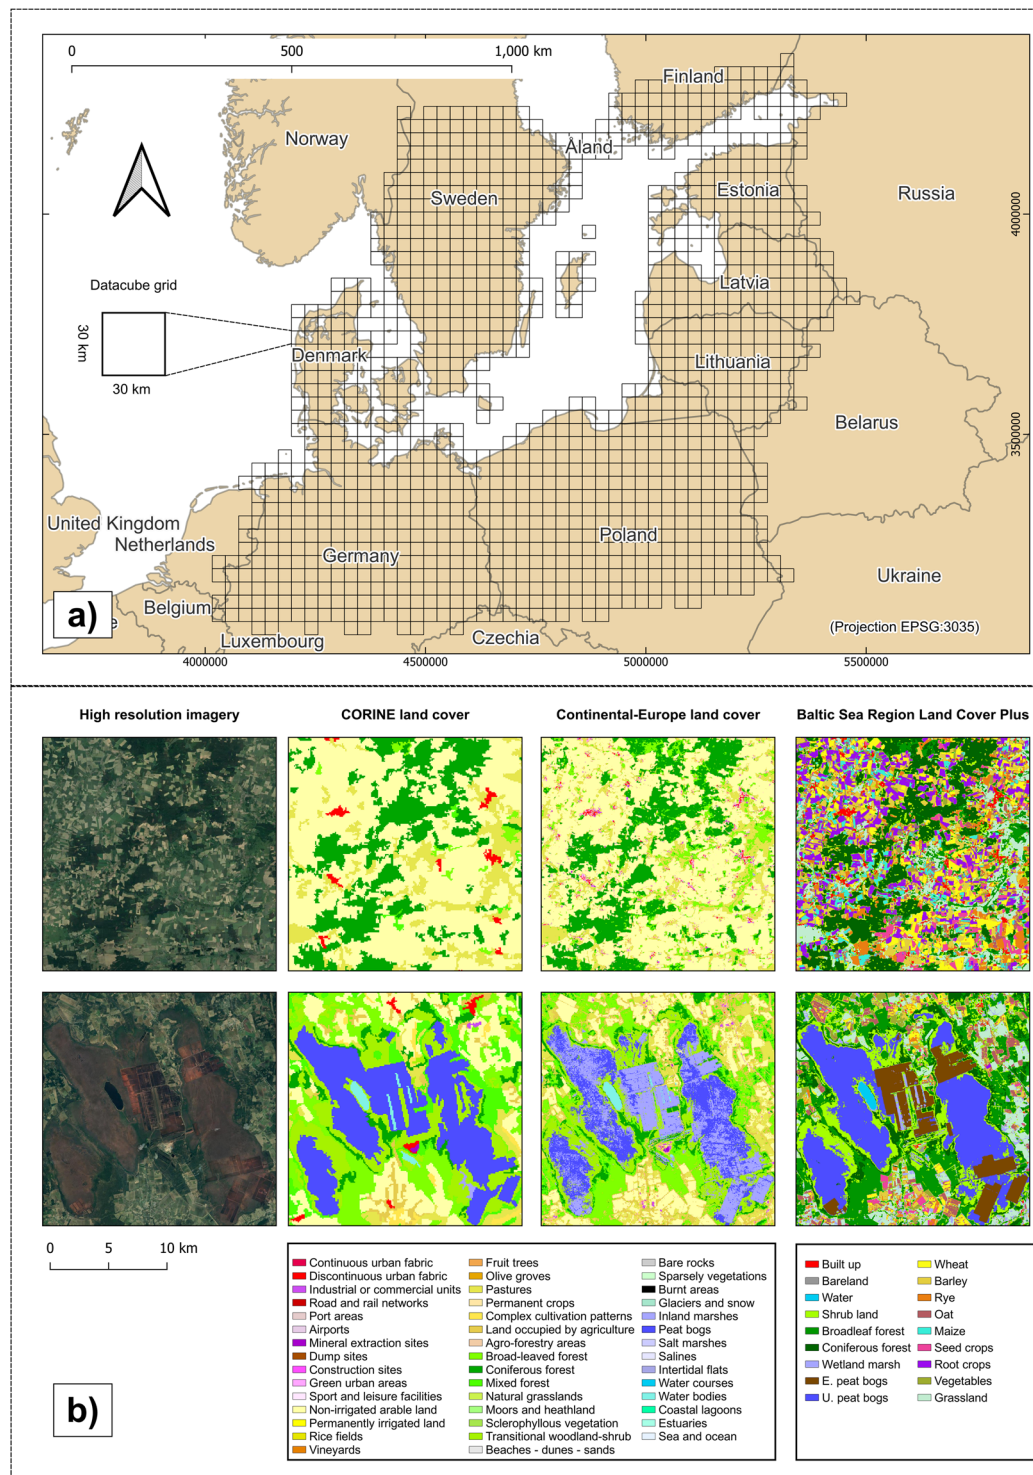 0 500 1,000 km
Finland
Norway
Åland
Sweden
Estonia
Russia
4000000
Datacube grid
Latvia
30 km
Denmark
Lithuania
30 km
Belarus
3500000
United Kingdom
Netherlands
Poland
Germany
Ukraine
Belgium
a)
e
Luxembourg
Czechia
(Projection EPSG:3035)
4000000 4500000 5000000 5500000
High resolution imagery CORINE land cover Continental-Europe land cover Baltic Sea Region Land Cover Plus
0 5 10 km
b)
Continuous urban fabric
Discontinuous urban fabric
Industrial or commercial units
Road and rail networks
Port areas
Airports
Mineral extraction sites
Dump sites
Construction sites
Green urban areas
Sport and leisure facilities
Non-irrigated arable land
Permanently irrigated land
Rice fields
Vineyards
Fruit trees
Olive groves
Pastures
Permanent crops
Complex cultivation patterns
Land occupied by agriculture
Agro-forestry areas
Broad-leaved forest
Coniferous forest
Mixed forest
Natural grasslands
Moors and heathland
Sclerophyllous vegetation
Transitional woodland-shrub
Beaches - dunes - sands
Bare rocks
Sparsely vegetations
Burnt areas
Glaciers and snow
Inland marshes
Peat bogs
Salt marshes
Salines
Intertidal flats
Water courses
Water bodies
Coastal lagoons
Estuaries
Sea and ocean
Built up
Bareland
Water
Shrub land
Broadleaf forest
Coniferous forest
Wetland marsh
E. peat bogs
U. peat bogs
Wheat
Barley
Rye
Oat
Maize
Seed crops
Root crops
Vegetables
Grassland